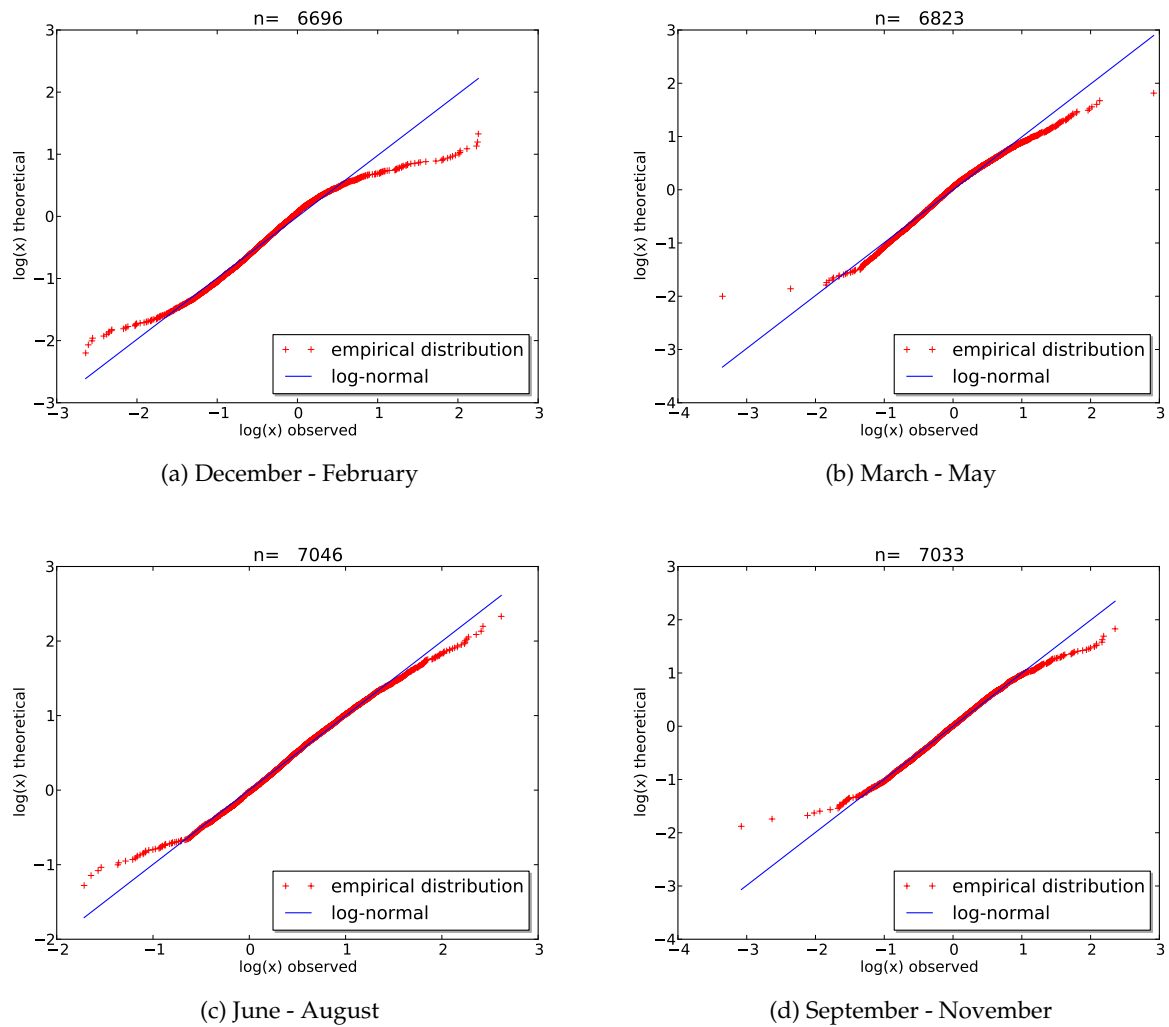 n= 6696
3
2
1
0
−1
−2
−3
log(x) theoretical
empirical distribution
log-normal
−3 −2 −1 0 1 2 3
log(x) observed
(a) December - February
n= 6823
3
2
1
0
−1
−2
−3
−4
log(x) theoretical
empirical distribution
log-normal
−4 −3 −2 −1 0 1 2 3
log(x) observed
(b) March - May
n= 7046
3
2
1
0
−1
−2
log(x) theoretical
empirical distribution
log-normal
−2 −1 0 1 2 3
log(x) observed
(c) June - August
n= 7033
3
2
1
0
−1
−2
−3
−4
log(x) theoretical
empirical distribution
log-normal
−4 −3 −2 −1 0 1 2 3
log(x) observed
(d) September - November